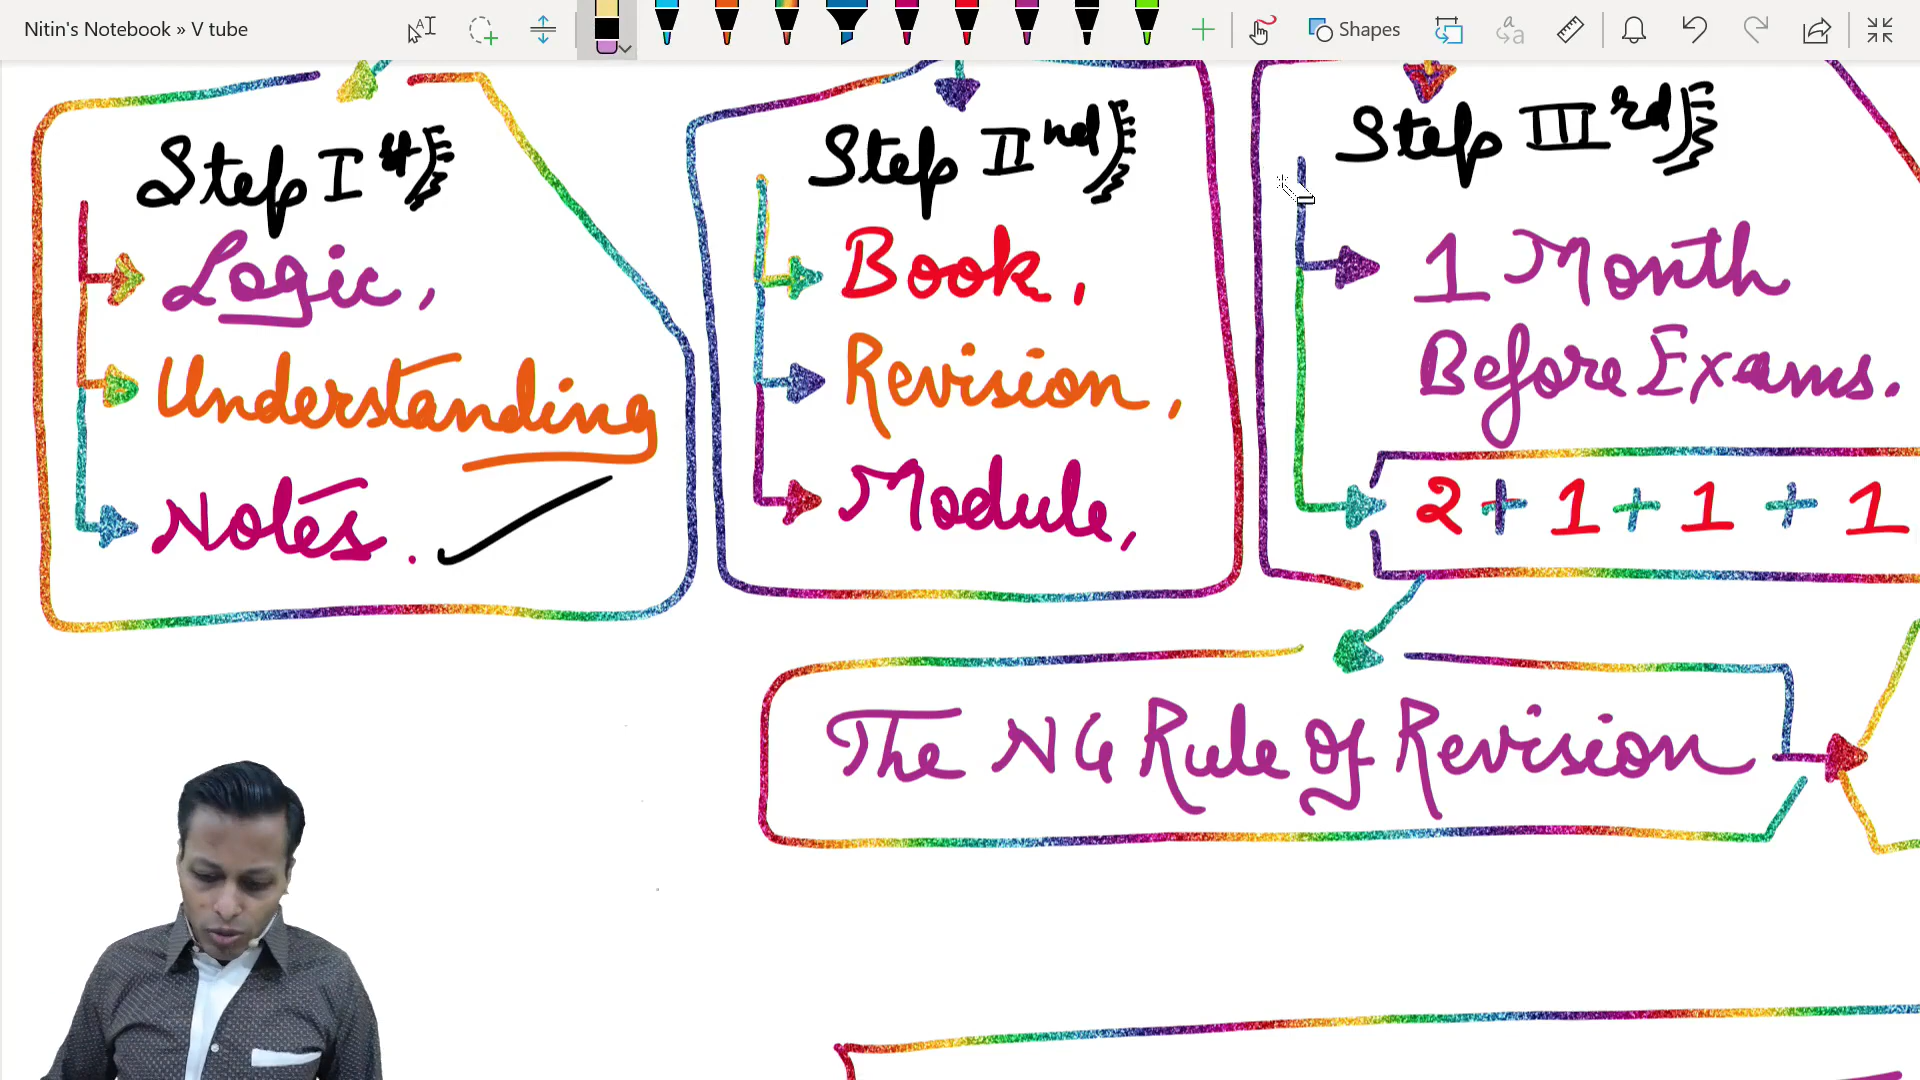 Nitin's Notebook » V tube
Shapes
Step I st
Logic,
Understanding
Notes.
Step II nd
Book,
Revision,
Module,
Step III rd
1 Month
Before Exams.
2 + 1 + 1 + 1
The NG Rule Of Revision